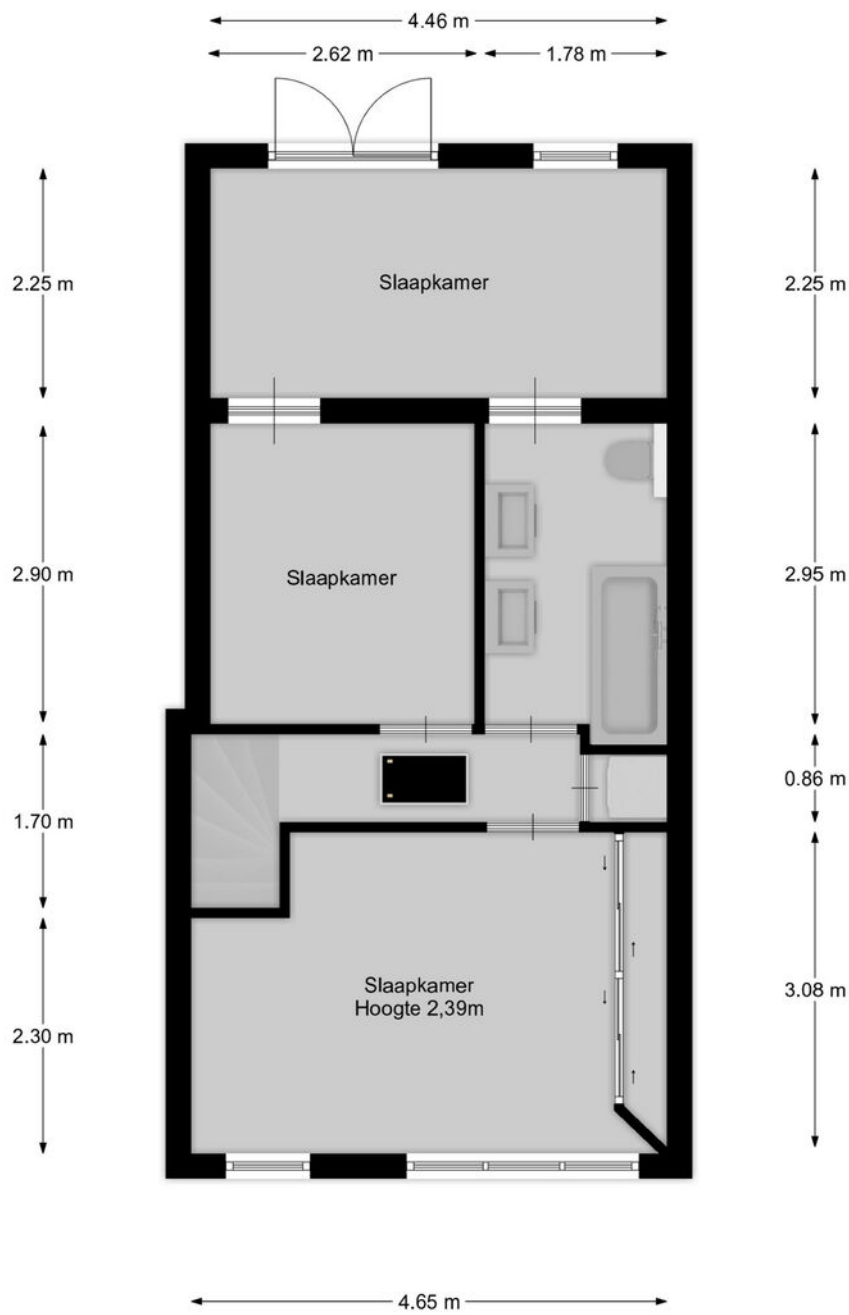 4.46 m
2.62 m
1.78 m
2.25 m
Slaapkamer
2.25 m
2.90 m
Slaapkamer
2.95 m
1.70 m
0.86 m
2.30 m
Slaapkamer
Hoogte 2,39m
3.08 m
4.65 m